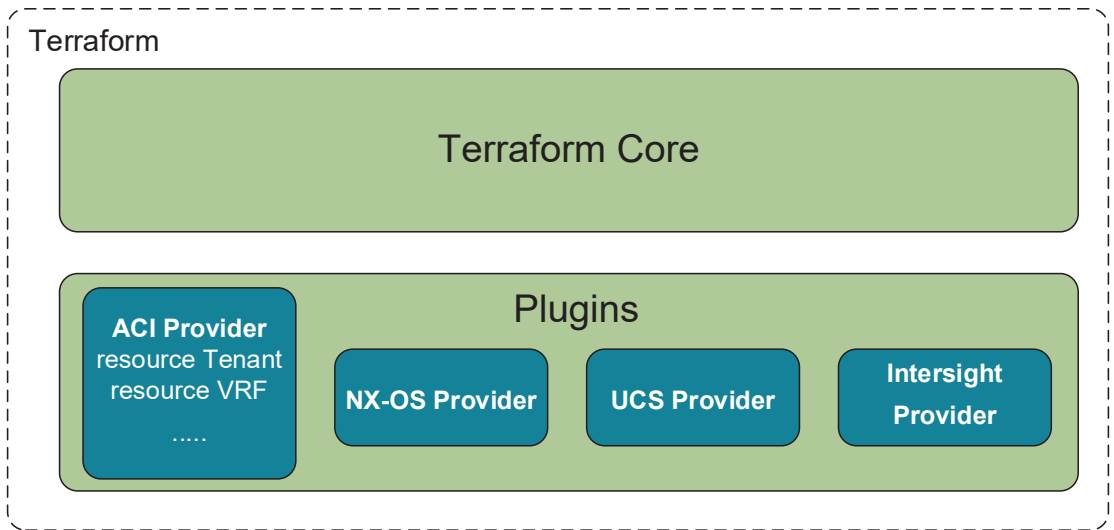 Terraform
Terraform Core
Plugins
ACI Provider
resource Tenant
resource VRF
.....
NX-OS Provider
UCS Provider
Intersight
Provider